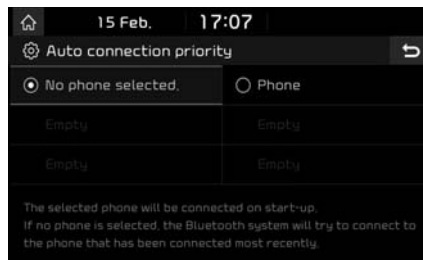 15 Feb. 17:07
Auto connection priority
No phone selected. Phone
Empty Empty
Empty Empty
The selected phone will be connected on start-up.
If no phone is selected, the Bluetooth system will try to connect to
the phone that has been connected most recently.